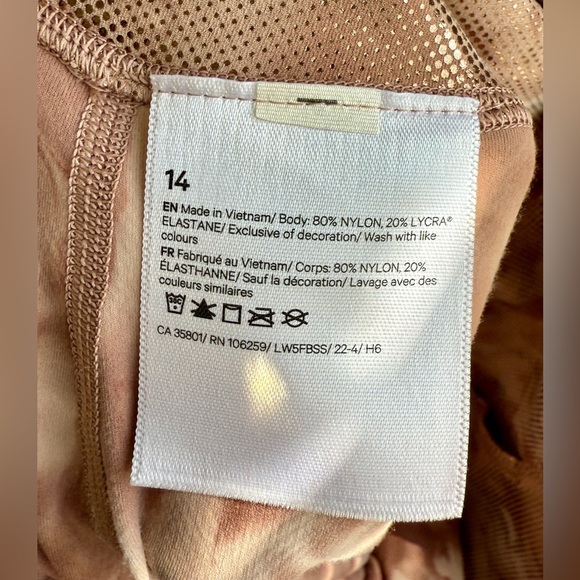 14
EN Made in Vietnam/ Body: 80% NYLON, 20% LYCRA®
ELASTANE/ Exclusive of decoration/ Wash with like
colours
FR Fabriqué au Vietnam/ Corps: 80% NYLON, 20%
ÉLASTHANNE/ Sauf la décoration/ Lavage avec des
couleurs similaires
CA 35801/ RN 106259/ LW5FBSS/ 22-4/ H6